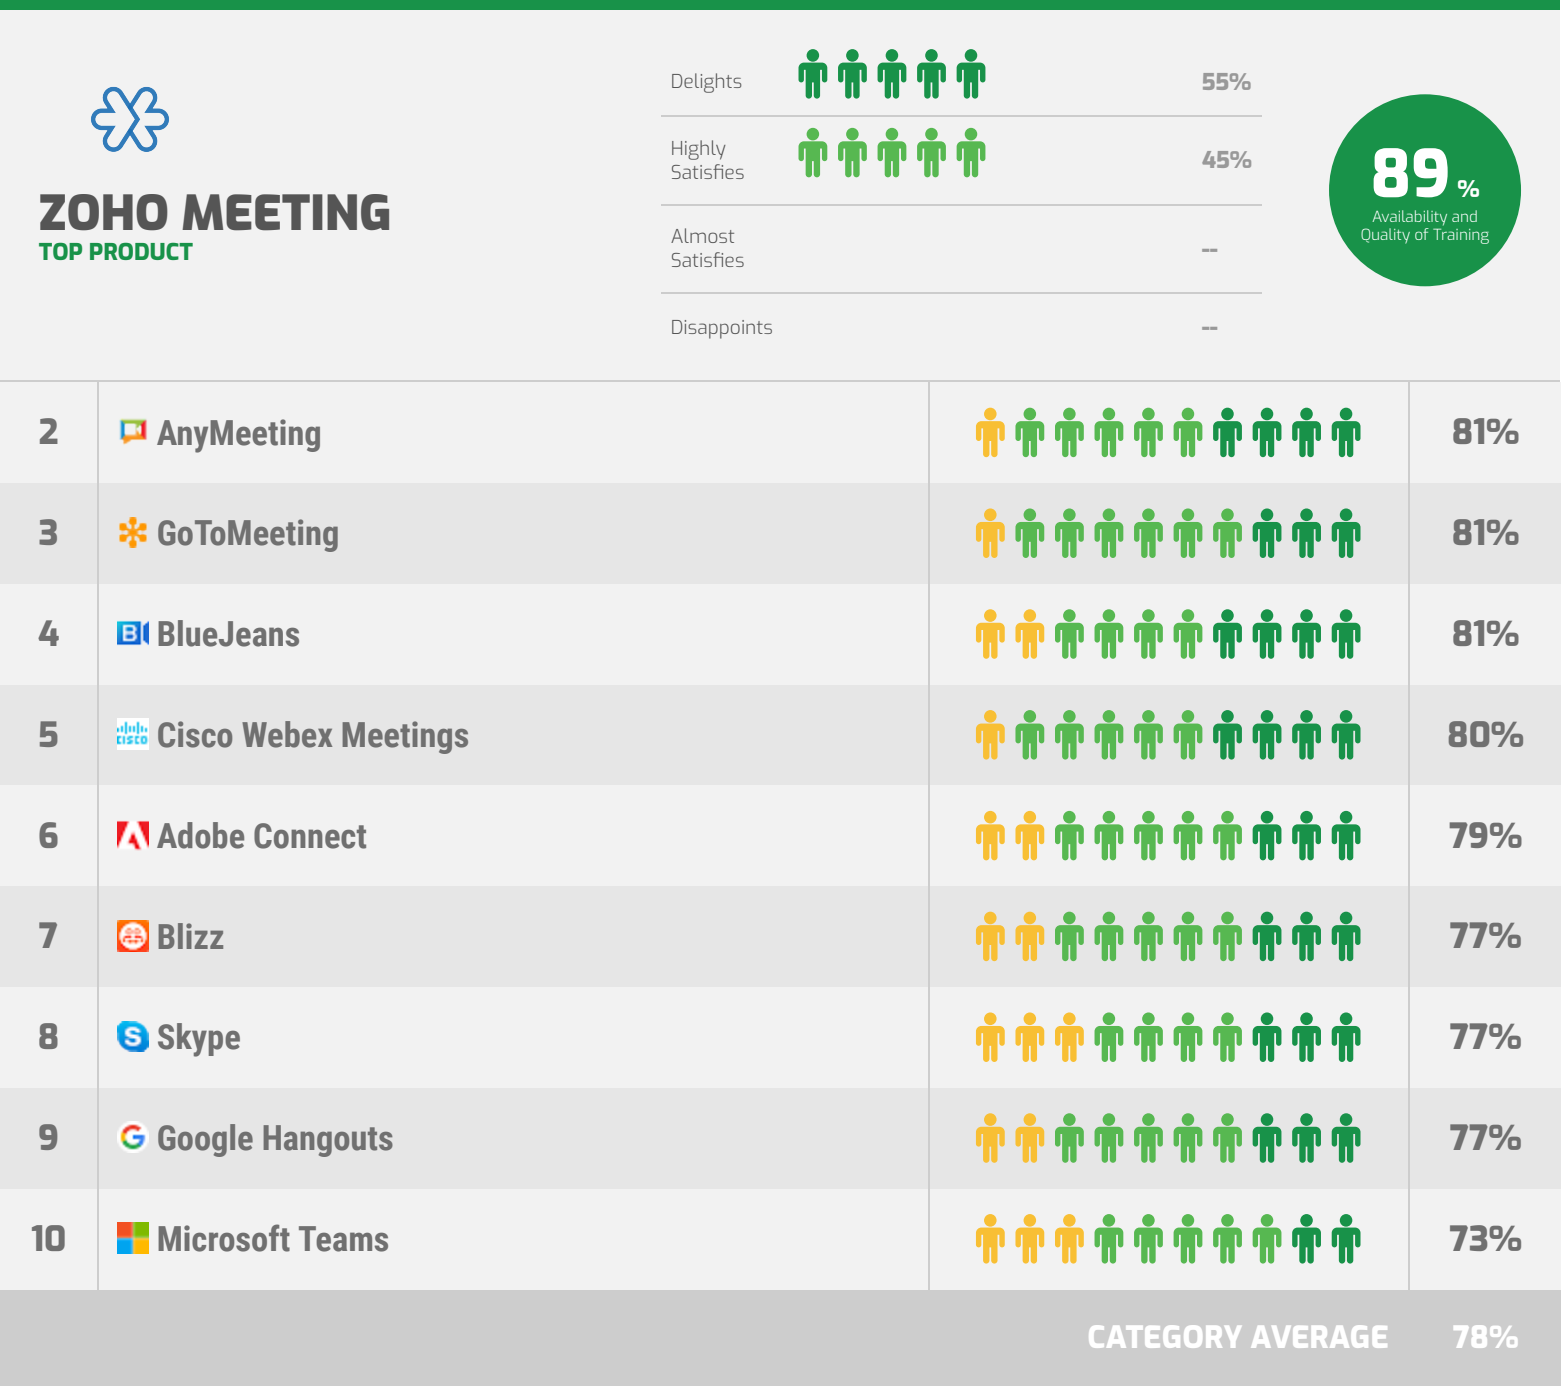 ZOHO MEETING
TOP PRODUCT
Delights 55%
Highly
Satisfies 45%
Almost
Satisfies --
Disappoints --
89 %
Availability and
Quality of Training
2 AnyMeeting 81%
3 GoToMeeting 81%
4 B BlueJeans 81%
5 CISCO Cisco Webex Meetings 80%
6 Adobe Connect 79%
7 Blizz 77%
8 S Skype 77%
9 G Google Hangouts 77%
10 Microsoft Teams 73%
CATEGORY AVERAGE 78%